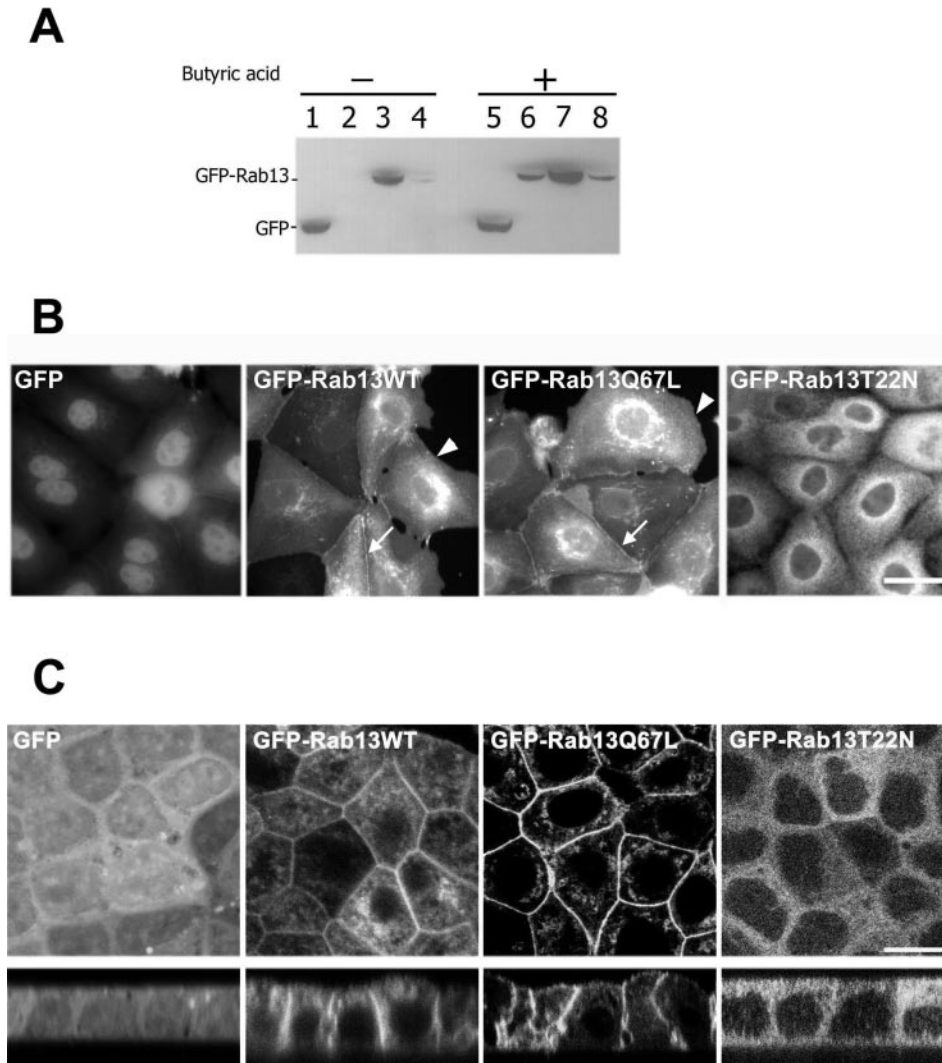 A
Butyric acid − +
1 2 3 4 5 6 7 8
GFP-Rab13
GFP
B
GFP GFP-Rab13WT GFP-Rab13Q67L GFP-Rab13T22N
C
GFP GFP-Rab13WT GFP-Rab13Q67L GFP-Rab13T22N